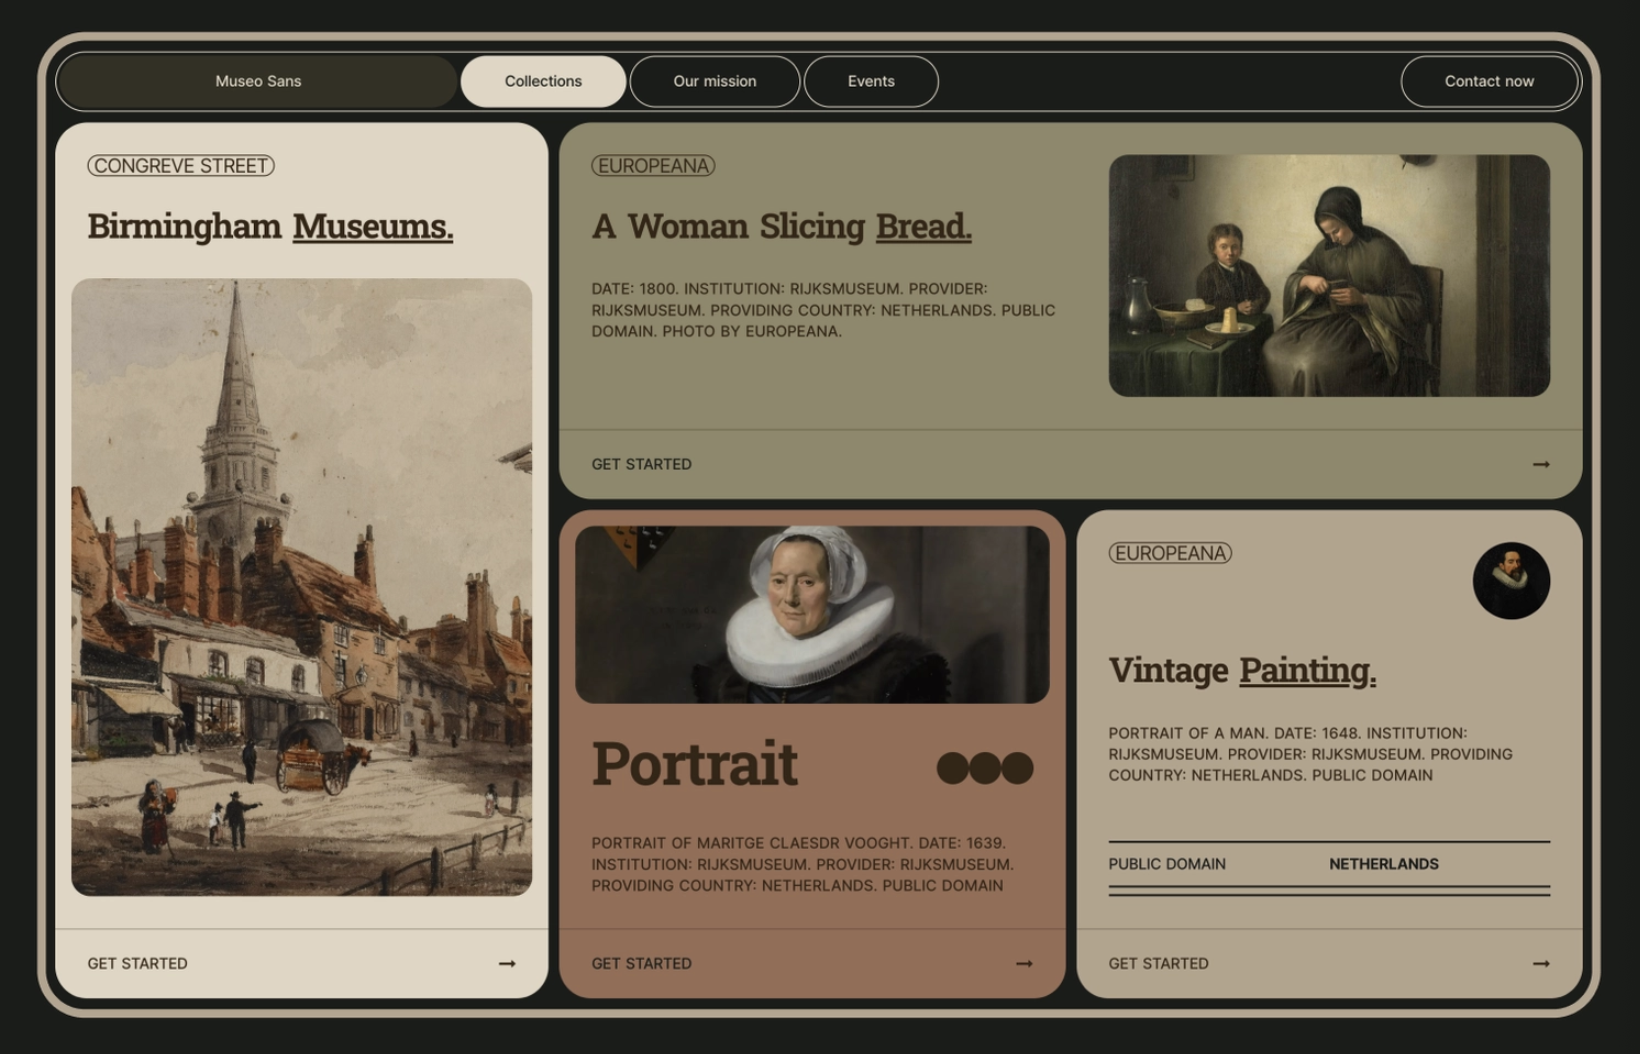 Museo Sans
Collections
Our mission
Events
Contact now
CONGREVE STREET
Birmingham Museums.
GET STARTED
EUROPEANA
A Woman Slicing Bread.
DATE: 1800. INSTITUTION: RIJKSMUSEUM. PROVIDER:
RIJKSMUSEUM. PROVIDING COUNTRY: NETHERLANDS. PUBLIC
DOMAIN. PHOTO BY EUROPEANA.
GET STARTED
Portrait
PORTRAIT OF MARITGE CLAESDR VOOGHT. DATE: 1639.
INSTITUTION: RIJKSMUSEUM. PROVIDER: RIJKSMUSEUM.
PROVIDING COUNTRY: NETHERLANDS. PUBLIC DOMAIN
GET STARTED
EUROPEANA
Vintage Painting.
PORTRAIT OF A MAN. DATE: 1648. INSTITUTION:
RIJKSMUSEUM. PROVIDER: RIJKSMUSEUM. PROVIDING
COUNTRY: NETHERLANDS. PUBLIC DOMAIN
PUBLIC DOMAIN
NETHERLANDS
GET STARTED